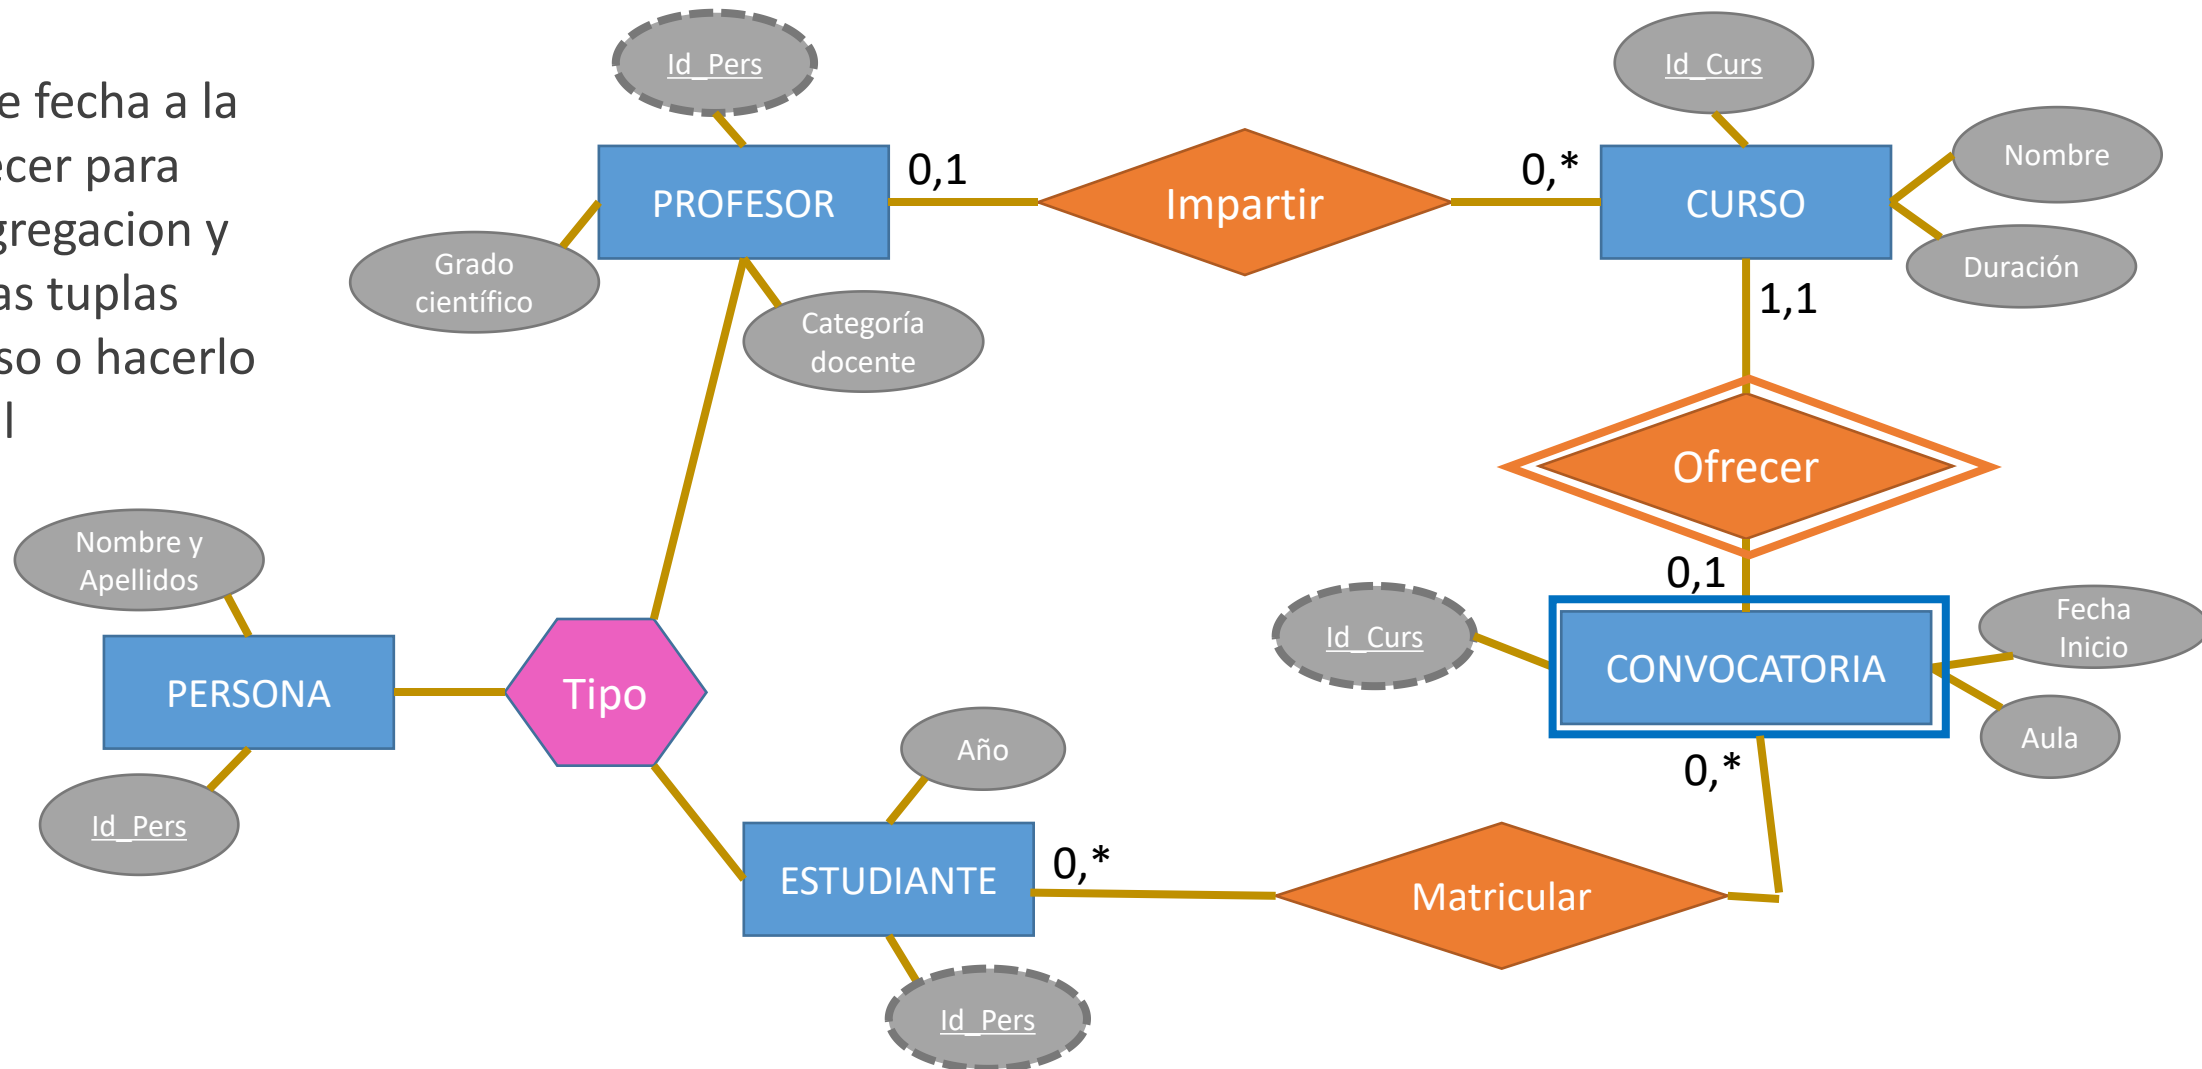 e fecha a la
ecer para
gregacion y
as tuplas
so o hacerlo
l
Id_Pers
PROFESOR
Grado
científico
Categoría
docente
0,1
Impartir
0,*
Id_Curs
CURSO
Nombre
Duración
1,1
Ofrecer
0,1
Id_Curs
CONVOCATORIA
Fecha
Inicio
Aula
0,*
Nombre y
Apellidos
PERSONA
Id_Pers
Tipo
Año
ESTUDIANTE
0,*
Matricular
Id_Pers